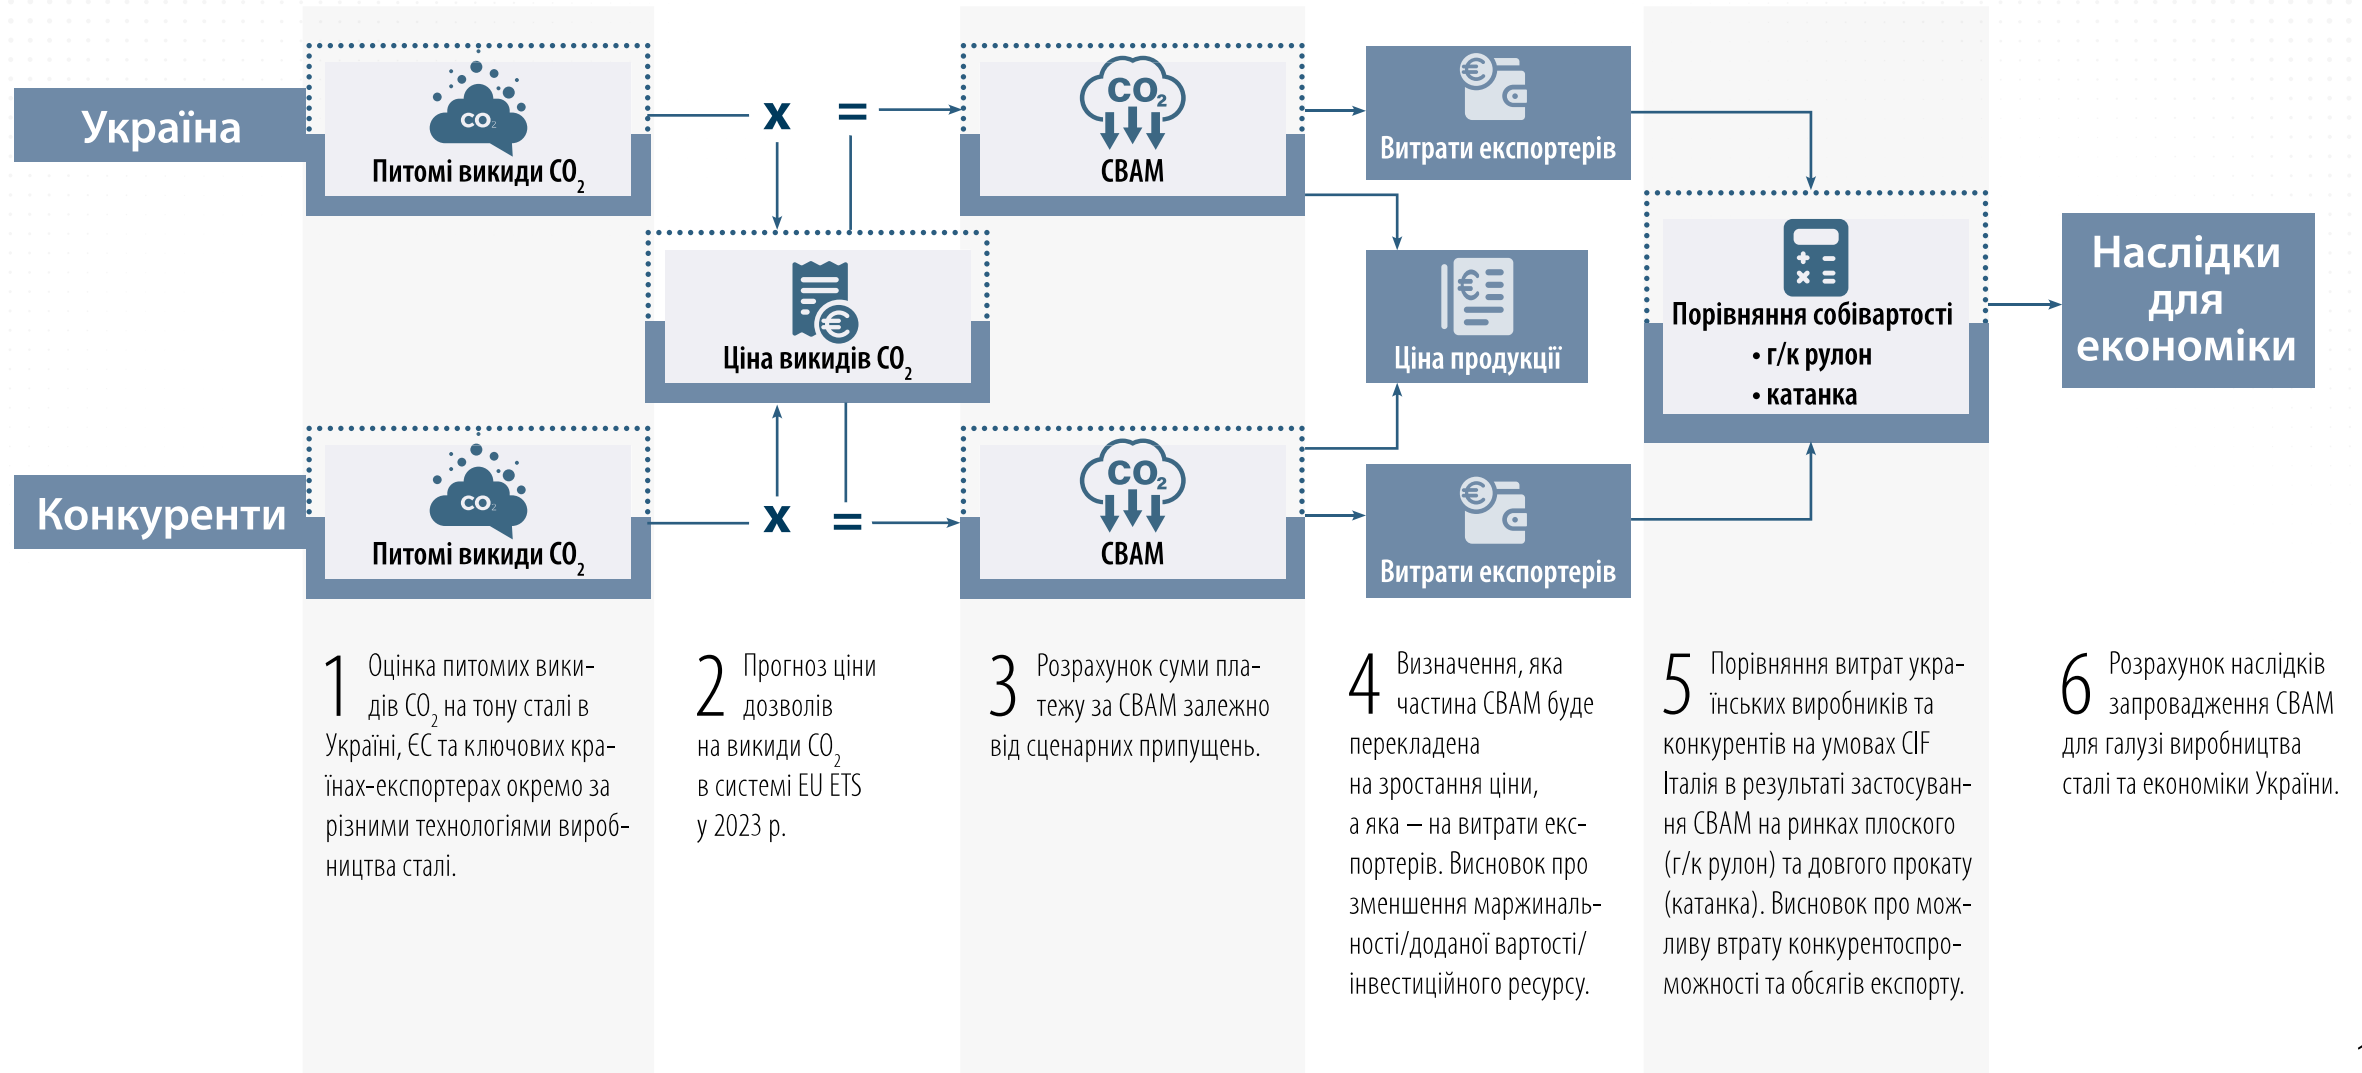 Україна
CO2
Питомі викиди CO2
x
=
CO2
CBAM
€
Витрати експортерів
€
Ціна викидів CO2
€
Ціна продукції
Порівняння собівартості
• г/к рулон
• катанка
Наслідки
для
економіки
Конкуренти
CO2
Питомі викиди CO2
x
=
CO2
CBAM
€
Витрати експортерів
1 Оцінка питомих вики-
дів CO2 на тону сталі в
Україні, ЄС та ключових кра-
їнах-експортерах окремо за
різними технологіями вироб-
ництва сталі.
2 Прогноз ціни
дозволів
на викиди CO2
в системі EU ETS
у 2023 р.
3 Розрахунок суми пла-
тежу за CBAM залежно
від сценарних припущень.
4 Визначення, яка
частина CBAM буде
перекладена
на зростання ціни,
а яка – на витрати екс-
портерів. Висновок про
зменшення маржиналь-
ності/доданої вартості/
інвестиційного ресурсу.
5 Порівняння витрат укра-
їнських виробників та
конкурентів на умовах CIF
Італія в результаті застосуван-
ня CBAM на ринках плоского
(г/к рулон) та довгого прокату
(катанка). Висновок про мож-
ливу втрату конкурентоспро-
можності та обсягів експорту.
6 Розрахунок наслідків
запровадження CBAM
для галузі виробництва
сталі та економіки України.